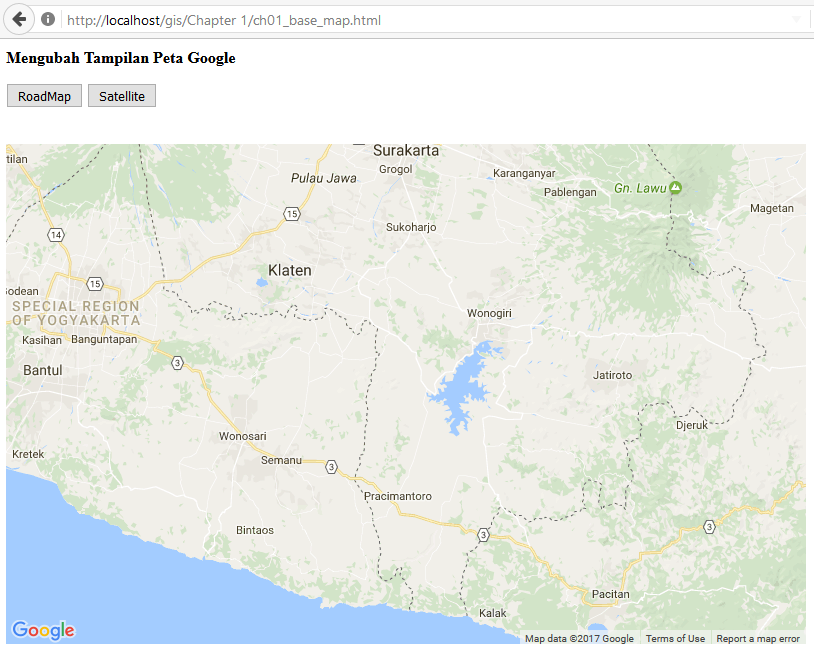 http://localhost/gis/Chapter 1/ch01_base_map.html
Mengubah Tampilan Peta Google
RoadMap Satellite
Surakarta
tilan
Pulau Jawa
Grogol
Karanganyar
Pablengan
Gn. Lawu
Magetan
15
Sukoharjo
14
Klaten
15
odean
SPECIAL REGION
OF YOGYAKARTA
Wonogiri
Kasihan
Banguntapan
3
Bantul
Jatiroto
Djeruk
Wonosari
Kretek
Semanu
3
Pracimantoro
Bintaos
3
3
Pacitan
Kalak
Google
Map data ©2017 Google
Terms of Use
Report a map error